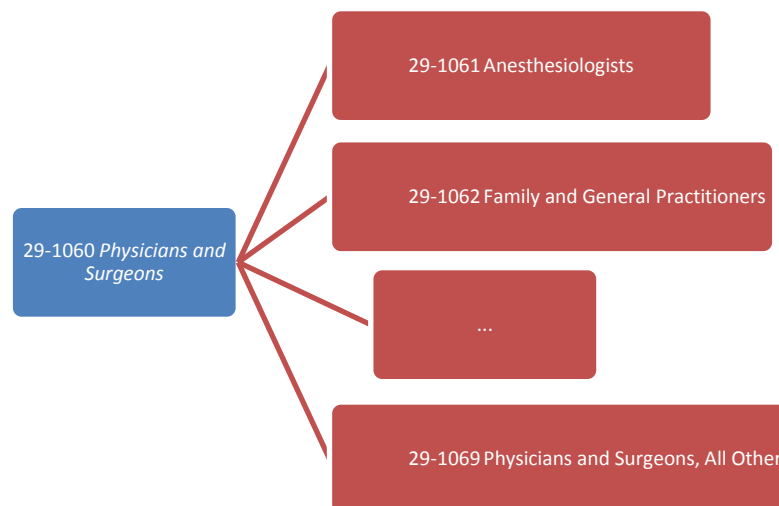 29-1061 Anesthesiologists
29-1062 Family and General Practitioners
29-1060 Physicians and
Surgeons
...
29-1069 Physicians and Surgeons, All Other